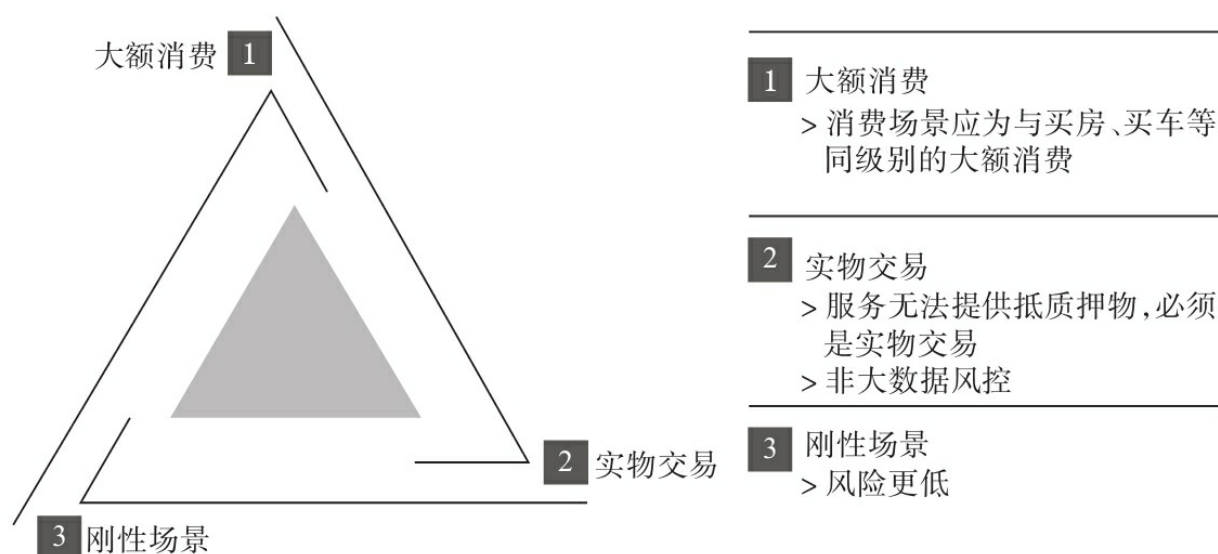 大额消费 1
2 实物交易
3 刚性场景
1 大额消费
> 消费场景应为与买房、买车等
同级别的大额消费
2 实物交易
> 服务无法提供抵质押物，必须
是实物交易
> 非大数据风控
3 刚性场景
> 风险更低